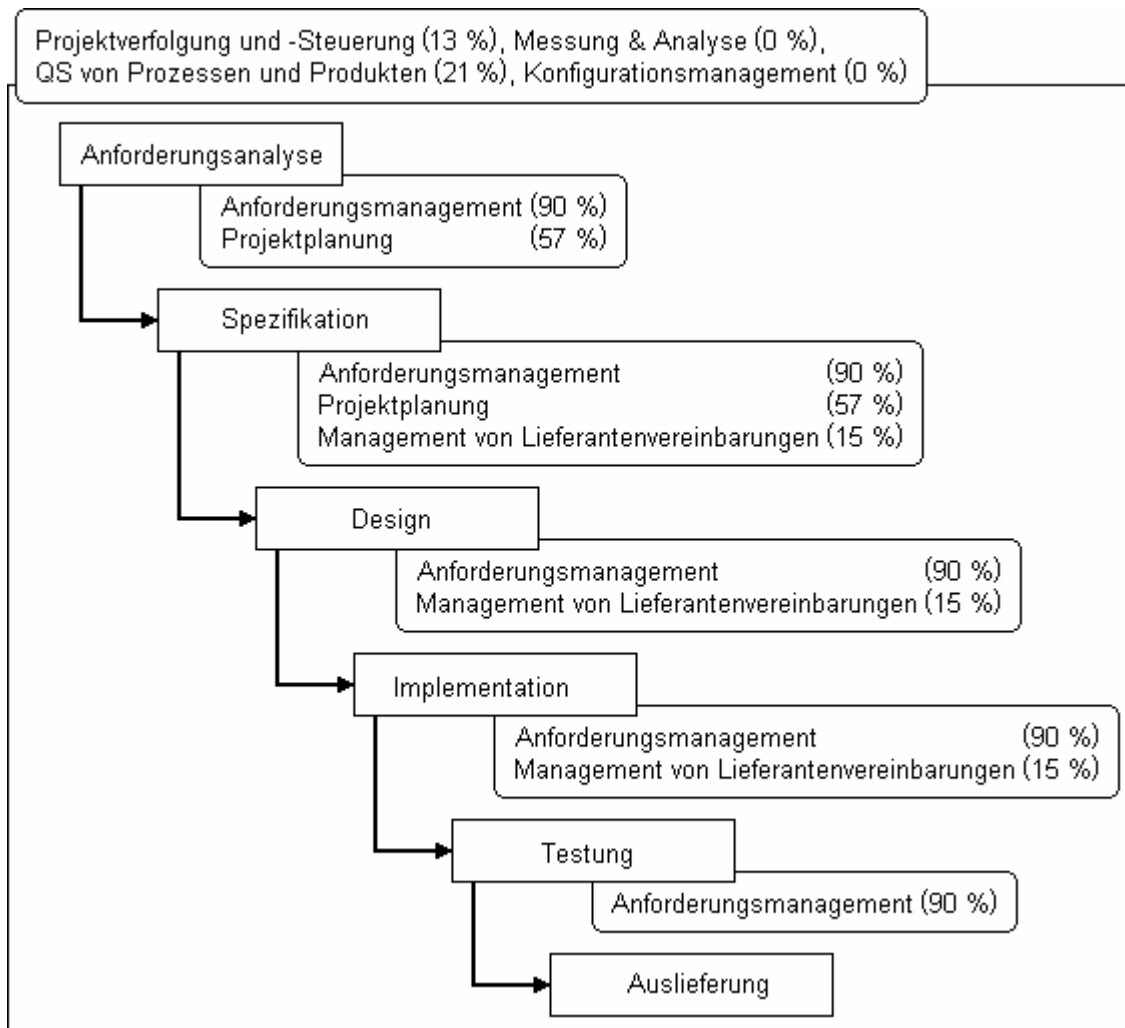 Projektverfolgung und -Steuerung (13 %), Messung & Analyse (0 %),
QS von Prozessen und Produkten (21 %), Konfigurationsmanagement (0 %)
Anforderungsanalyse
Anforderungsmanagement (90 %)
Projektplanung (57 %)
Spezifikation
Anforderungsmanagement (90 %)
Projektplanung (57 %)
Management von Lieferantenvereinbarungen (15 %)
Design
Anforderungsmanagement (90 %)
Management von Lieferantenvereinbarungen (15 %)
Implementation
Anforderungsmanagement (90 %)
Management von Lieferantenvereinbarungen (15 %)
Testung
Anforderungsmanagement (90 %)
Auslieferung